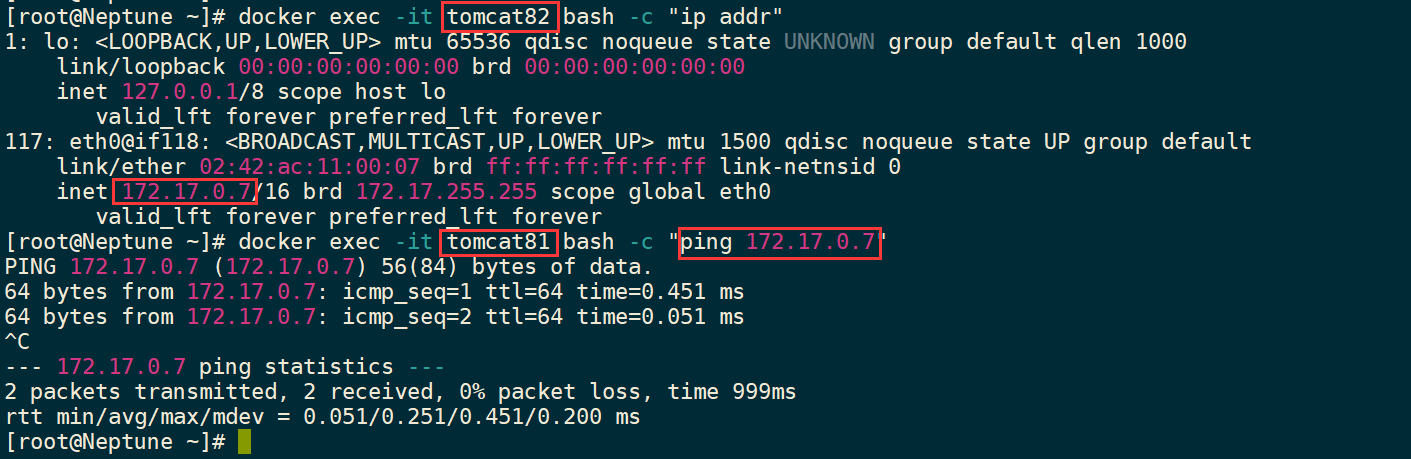 [root@Neptune ~]# docker exec -it tomcat82 bash -c "ip addr"
1: lo: <LOOPBACK,UP,LOWER_UP> mtu 65536 qdisc noqueue state UNKNOWN group default qlen 1000
    link/loopback 00:00:00:00:00:00 brd 00:00:00:00:00:00
    inet 127.0.0.1/8 scope host lo
       valid_lft forever preferred_lft forever
117: eth0@if118: <BROADCAST,MULTICAST,UP,LOWER_UP> mtu 1500 qdisc noqueue state UP group default
    link/ether 02:42:ac:11:00:07 brd ff:ff:ff:ff:ff:ff link-netnsid 0
    inet 172.17.0.7/16 brd 172.17.255.255 scope global eth0
       valid_lft forever preferred_lft forever
[root@Neptune ~]# docker exec -it tomcat81 bash -c "ping 172.17.0.7"
PING 172.17.0.7 (172.17.0.7) 56(84) bytes of data.
64 bytes from 172.17.0.7: icmp_seq=1 ttl=64 time=0.451 ms
64 bytes from 172.17.0.7: icmp_seq=2 ttl=64 time=0.051 ms
^C
--- 172.17.0.7 ping statistics ---
2 packets transmitted, 2 received, 0% packet loss, time 999ms
rtt min/avg/max/mdev = 0.051/0.251/0.451/0.200 ms
[root@Neptune ~]#